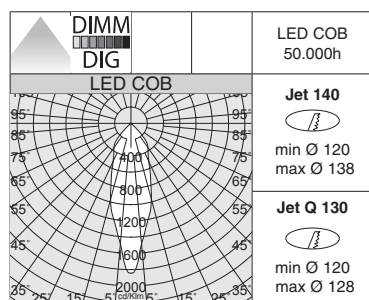 DIMM
DIG
LED COB
50.000h
LED COB
95° 95°
85° 85°
75° 75°
65° 65°
55° 55°
45° 45°
35° 35°
25° 15° 5° cd/Klm 5° 15° 25°
400
800
1200
1600
2000
Jet 140
min Ø 120
max Ø 138
Jet Q 130
min Ø 120
max Ø 128